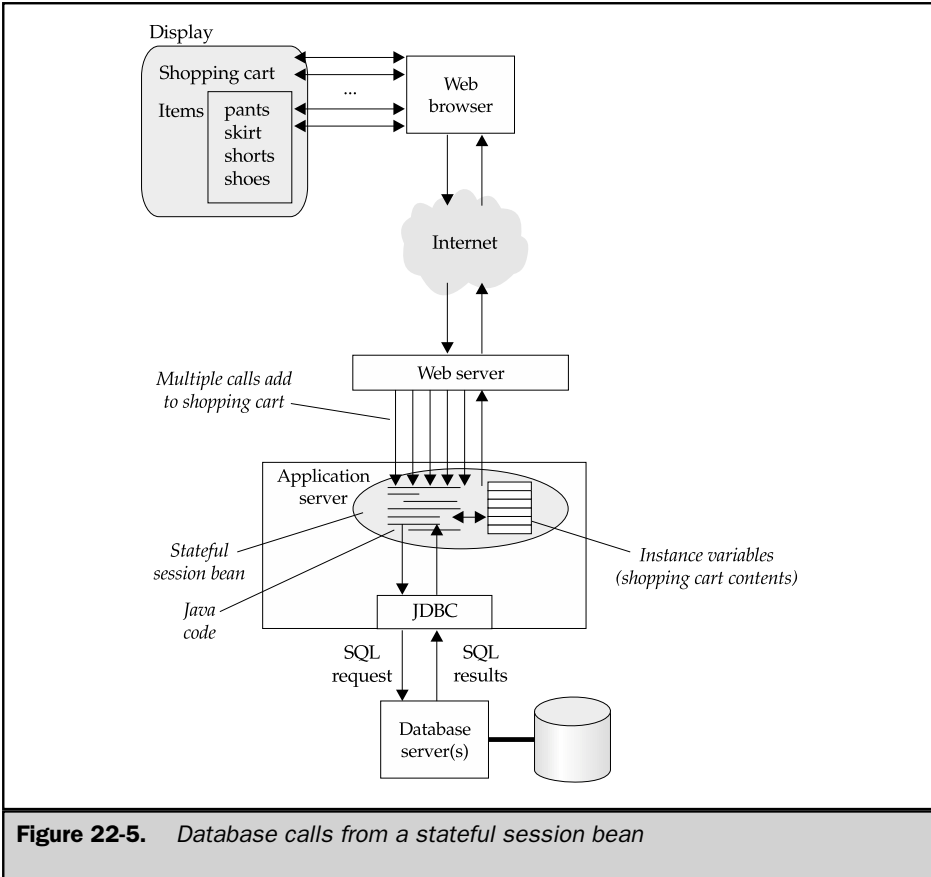 Display
Shopping cart
Items
pants
skirt
shorts
shoes
...
Web
browser
Internet
Web server
Multiple calls add
to shopping cart
Application
server
Stateful
session bean
Java
code
Instance variables
(shopping cart contents)
JDBC
SQL
request
SQL
results
Database
server(s)
Figure 22-5. Database calls from a stateful session bean